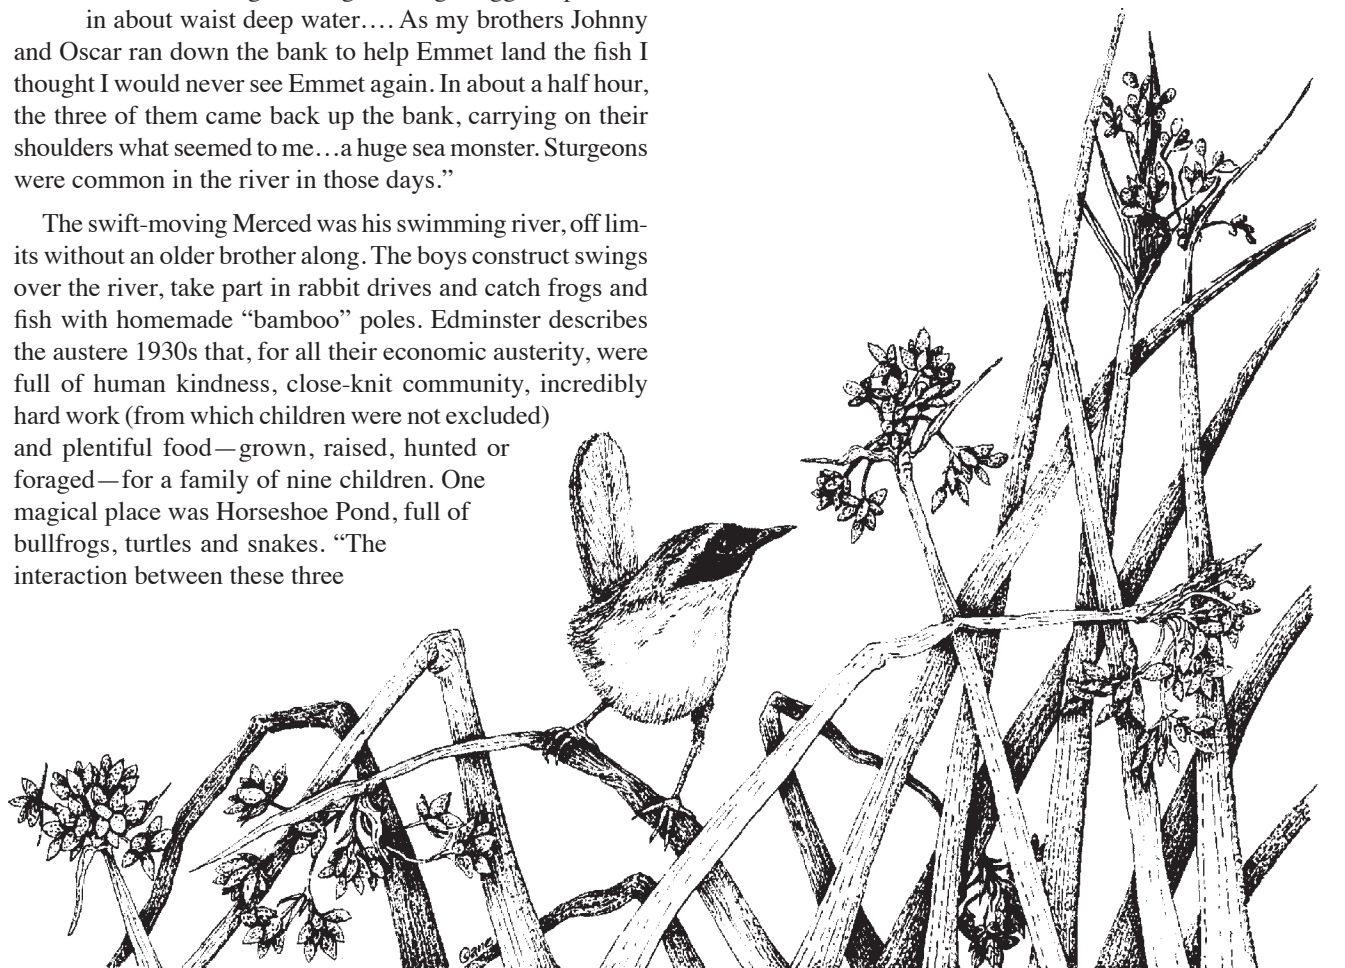 in about waist deep water…. As my brothers Johnny
and Oscar ran down the bank to help Emmet land the fish I
thought I would never see Emmet again. In about a half hour,
the three of them came back up the bank, carrying on their
shoulders what seemed to me…a huge sea monster. Sturgeons
were common in the river in those days.”
The swift-moving Merced was his swimming river, off lim-
its without an older brother along. The boys construct swings
over the river, take part in rabbit drives and catch frogs and
fish with homemade “bamboo” poles. Edminster describes
the austere 1930s that, for all their economic austerity, were
full of human kindness, close-knit community, incredibly
hard work (from which children were not excluded)
and plentiful food—grown, raised, hunted or
foraged—for a family of nine children. One
magical place was Horseshoe Pond, full of
bullfrogs, turtles and snakes. “The
interaction between these three